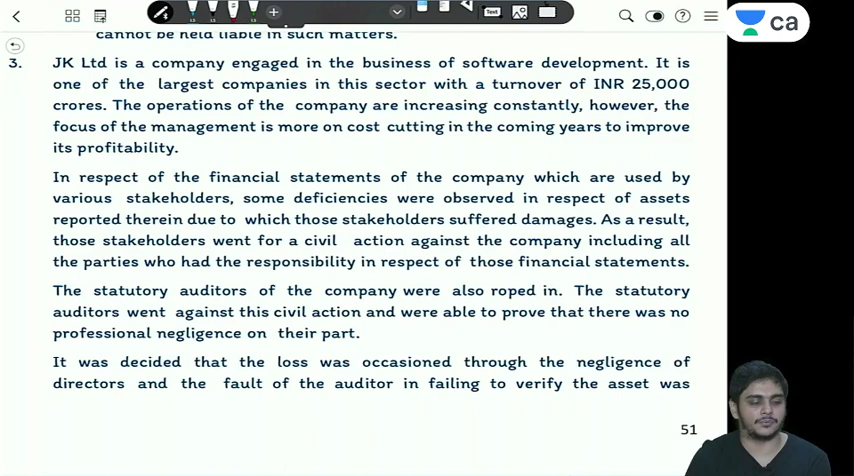 Text
ca
cannot be held liable in such matters.
3. JK Ltd is a company engaged in the business of software development. It is
one of the largest companies in this sector with a turnover of INR 25,000
crores. The operations of the company are increasing constantly, however, the
focus of the management is more on cost cutting in the coming years to improve
its profitability.
In respect of the financial statements of the company which are used by
various stakeholders, some deficiencies were observed in respect of assets
reported therein due to which those stakeholders suffered damages. As a result,
those stakeholders went for a civil action against the company including all
the parties who had the responsibility in respect of those financial statements.
The statutory auditors of the company were also roped in. The statutory
auditors went against this civil action and were able to prove that there was no
professional negligence on their part.
It was decided that the loss was occasioned through the negligence of
directors and the fault of the auditor in failing to verify the asset was
51